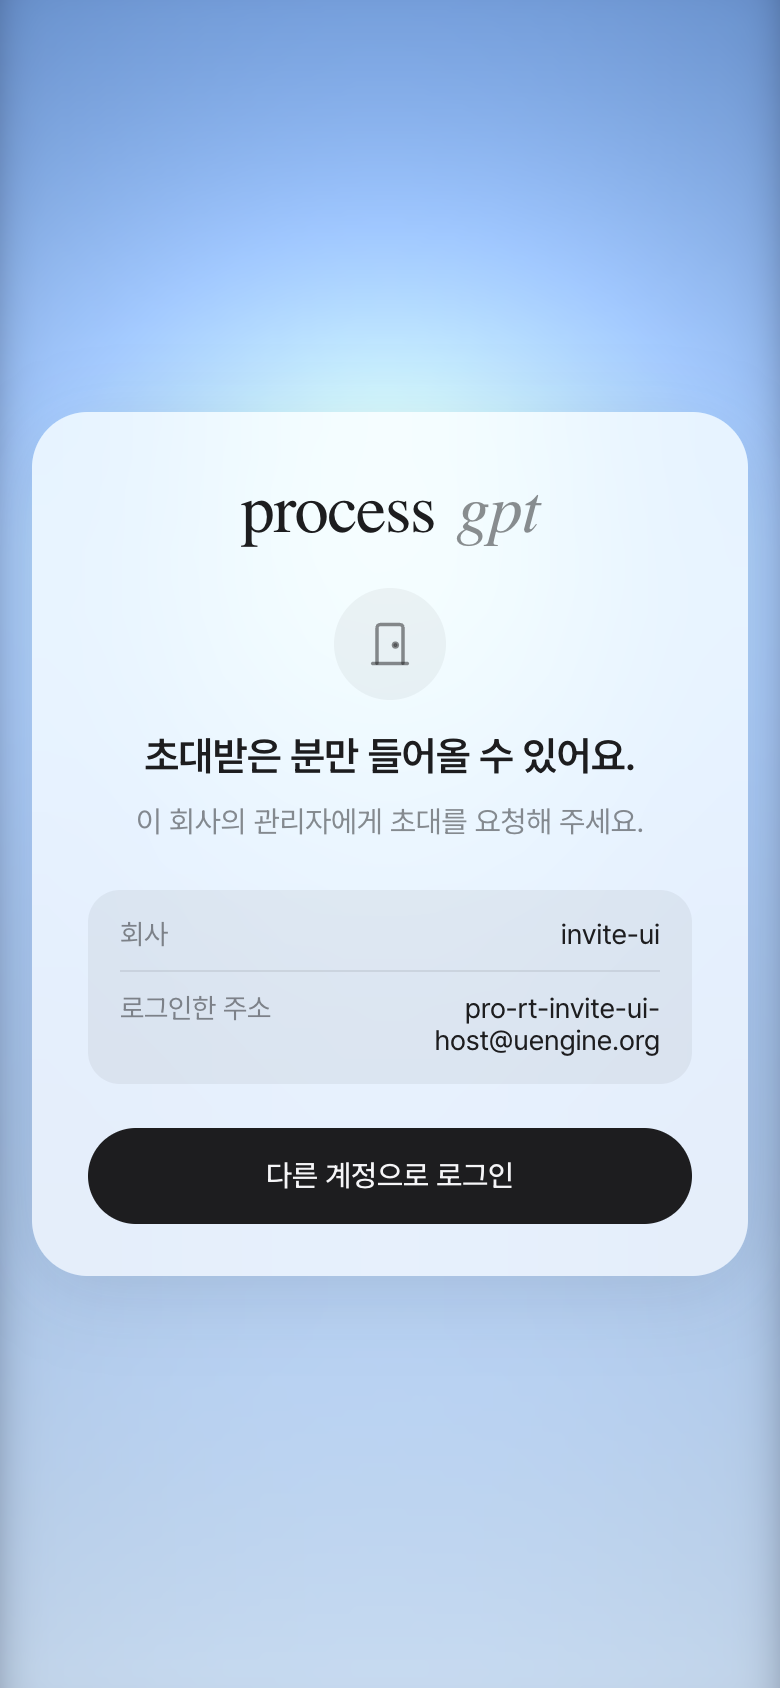 process gpt
초대받은 분만 들어올 수 있어요.
이 회사의 관리자에게 초대를 요청해 주세요.
회사 invite-ui
로그인한 주소 pro-rt-invite-ui-
host@uengine.org
다른 계정으로 로그인